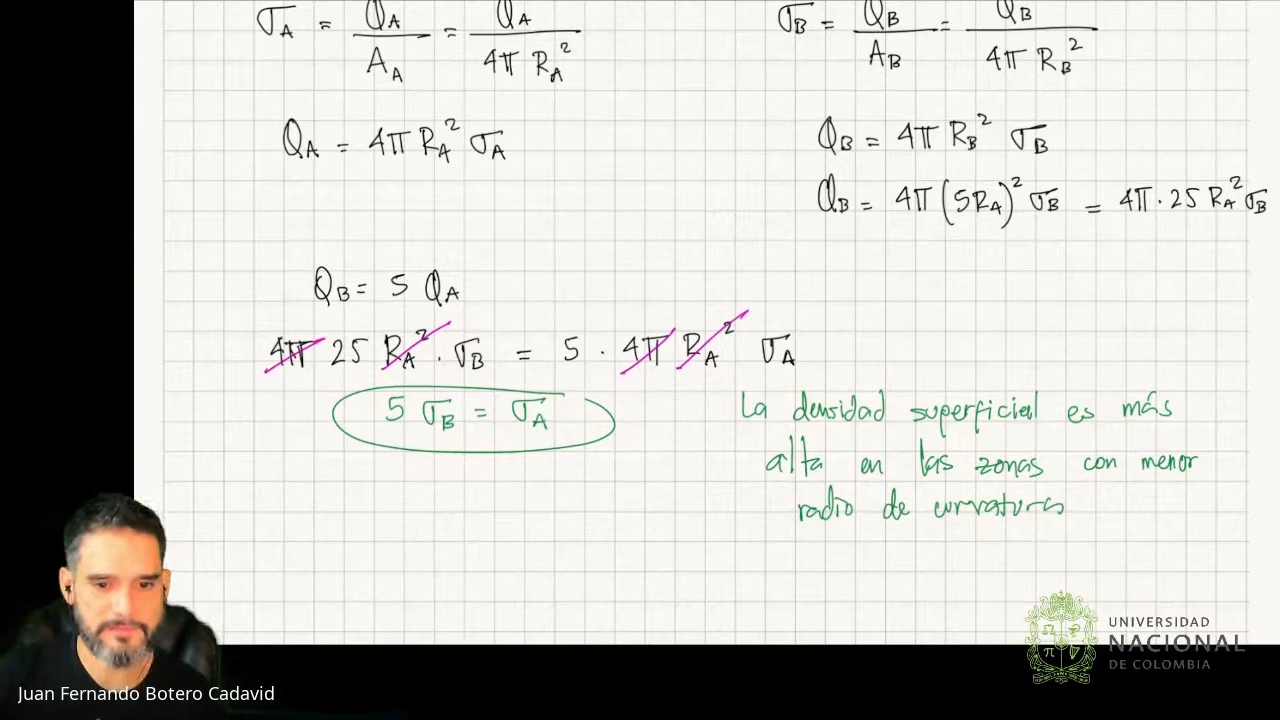 σA = QA/AA = QA/4π RA²
σB = QB/AB = QB/4π RB²
QA = 4π RA² σA
QB = 4π RB² σB
QB = 4π (5RA)² σB = 4π · 25 RA² σB
QB = 5 QA
4π 25 RA² · σB = 5 · 4π RA² σA
5 σB = σA
La densidad superficial es más
alta en las zonas con menor
radio de curvatura
UNIVERSIDAD
NACIONAL
DE COLOMBIA
Juan Fernando Botero Cadavid